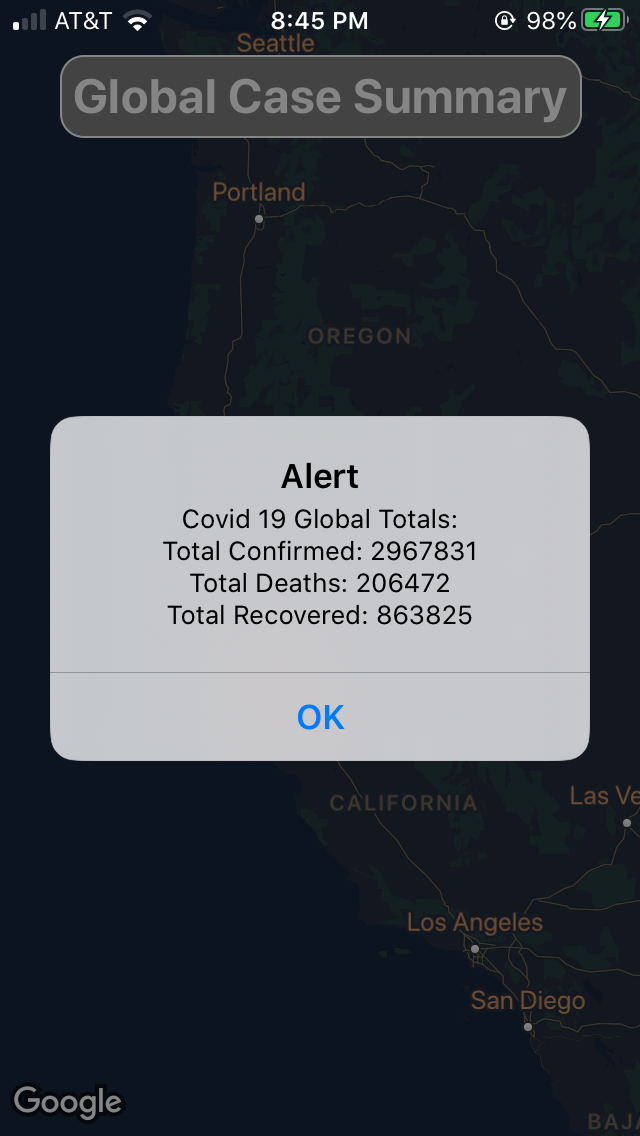 AT&T 8:45 PM 98%
Seattle
Global Case Summary
Portland
OREGON
Alert
Covid 19 Global Totals:
Total Confirmed: 2967831
Total Deaths: 206472
Total Recovered: 863825
OK
CALIFORNIA
Las Ve
Los Angeles
San Diego
Google
BAJA